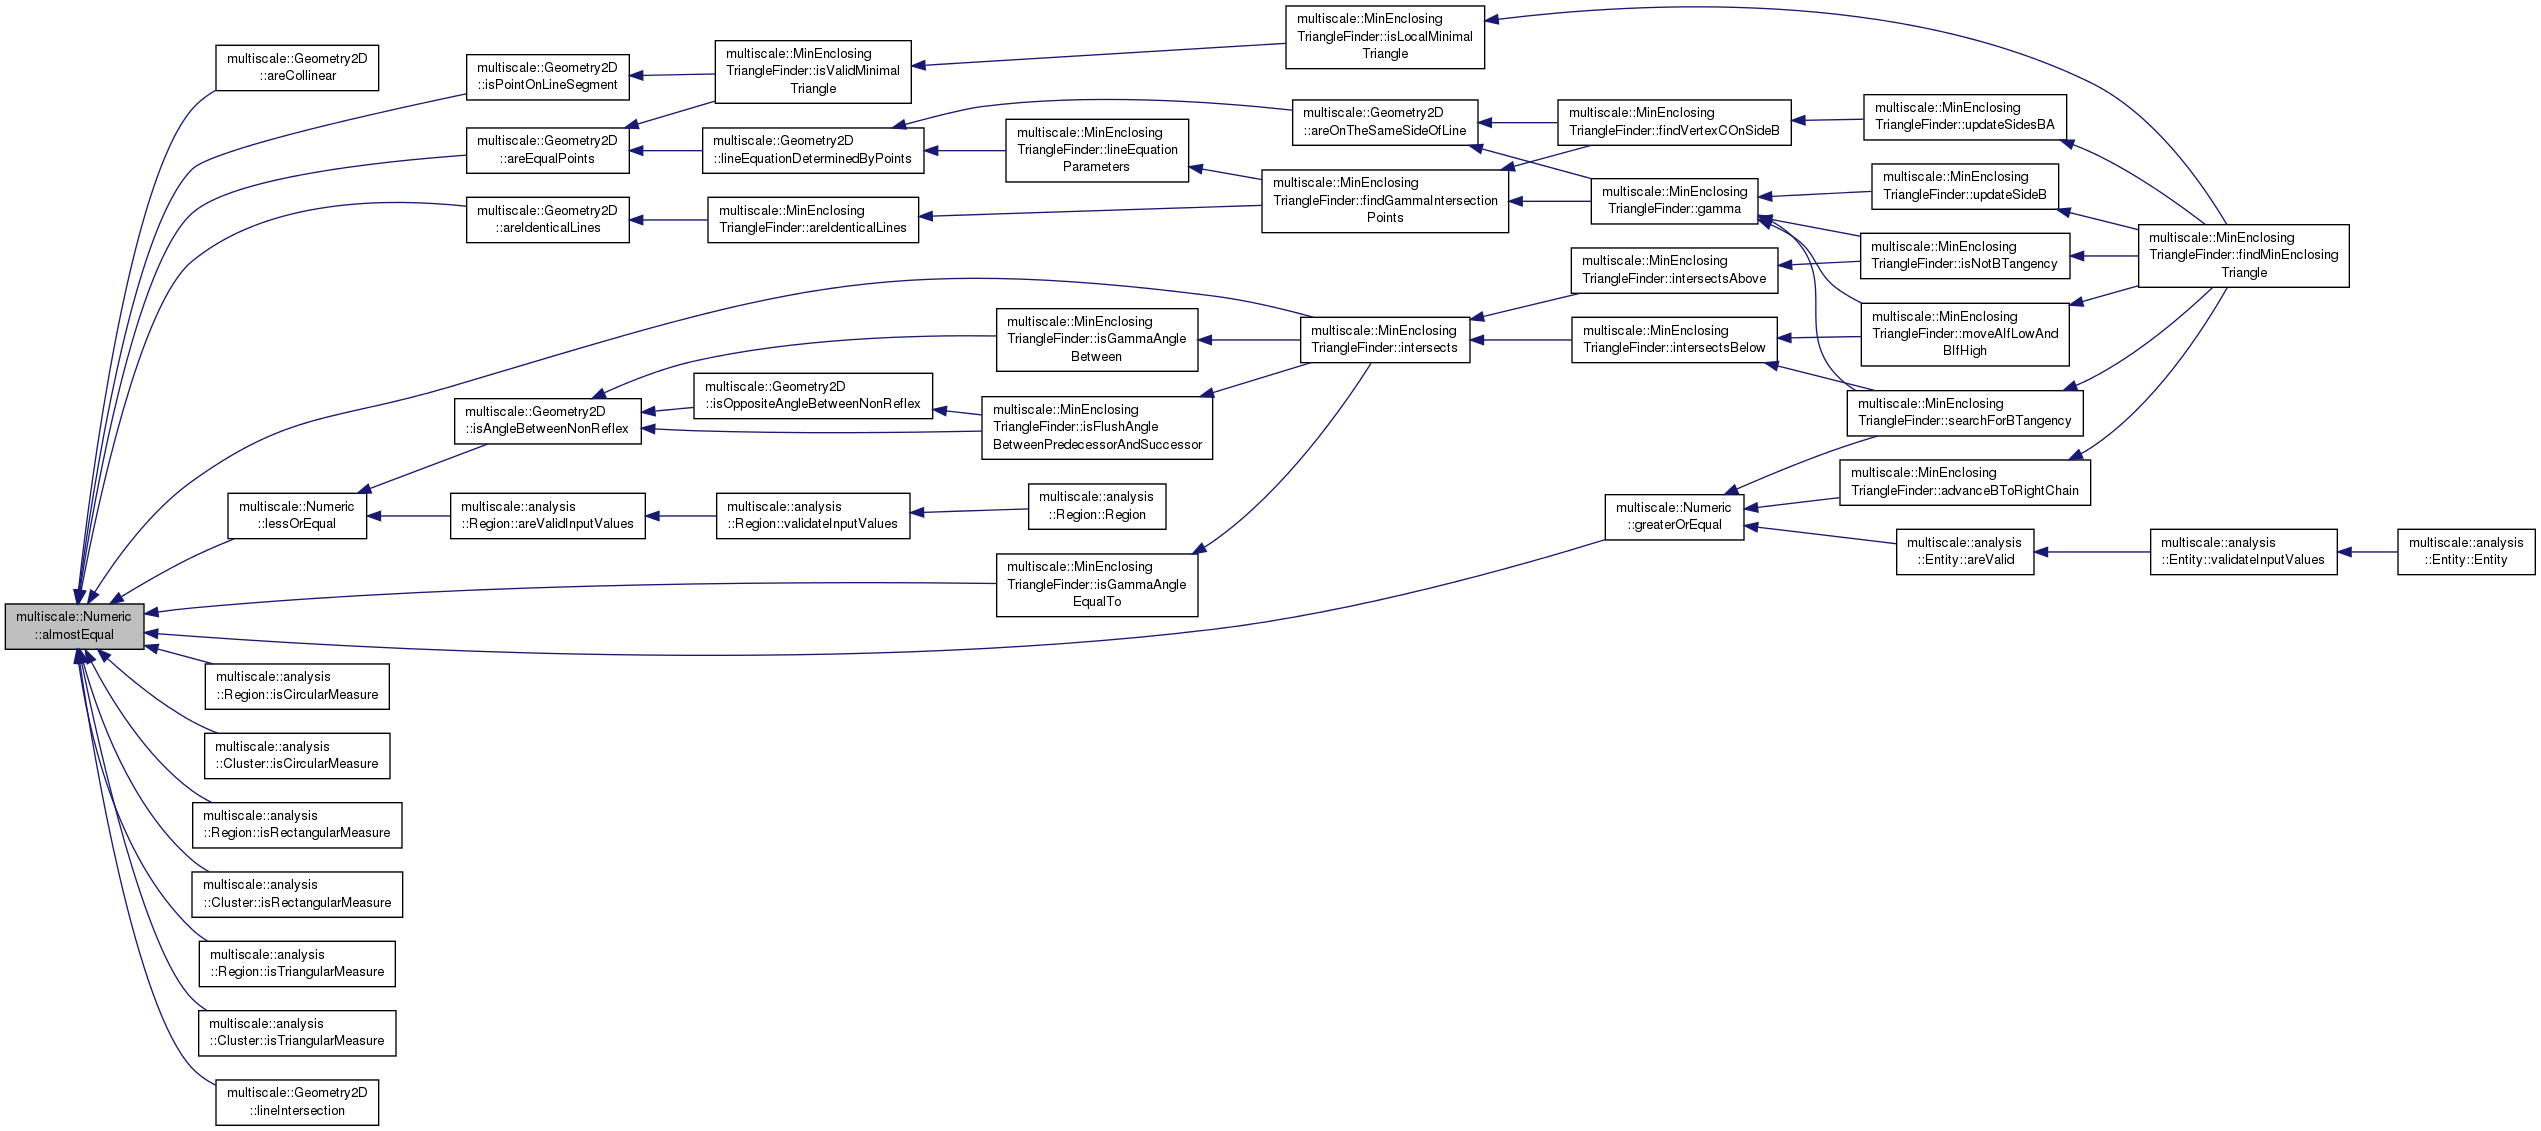 multiscale::Numeric
::almostEqual
multiscale::Geometry2D
::areCollinear
multiscale::Geometry2D
::isPointOnLineSegment
multiscale::Geometry2D
::areEqualPoints
multiscale::Geometry2D
::areIdenticalLines
multiscale::MinEnclosing
TriangleFinder::isValidMinimal
Triangle
multiscale::Geometry2D
::lineEquationDeterminedByPoints
multiscale::MinEnclosing
TriangleFinder::areIdenticalLines
multiscale::MinEnclosing
TriangleFinder::lineEquation
Parameters
multiscale::MinEnclosing
TriangleFinder::isLocalMinimal
Triangle
multiscale::Geometry2D
::areOnTheSameSideOfLine
multiscale::MinEnclosing
TriangleFinder::findGammaIntersection
Points
multiscale::MinEnclosing
TriangleFinder::findVertexCOnSideB
multiscale::MinEnclosing
TriangleFinder::gamma
multiscale::MinEnclosing
TriangleFinder::updateSidesBA
multiscale::MinEnclosing
TriangleFinder::updateSideB
multiscale::MinEnclosing
TriangleFinder::isNotBTangency
multiscale::MinEnclosing
TriangleFinder::moveAIfLowAnd
BIfHigh
multiscale::MinEnclosing
TriangleFinder::searchForBTangency
multiscale::MinEnclosing
TriangleFinder::advanceBToRightChain
multiscale::MinEnclosing
TriangleFinder::findMinEnclosing
Triangle
multiscale::MinEnclosing
TriangleFinder::intersectsAbove
multiscale::MinEnclosing
TriangleFinder::intersectsBelow
multiscale::MinEnclosing
TriangleFinder::intersects
multiscale::MinEnclosing
TriangleFinder::isGammaAngle
Between
multiscale::Geometry2D
::isOppositeAngleBetweenNonReflex
multiscale::MinEnclosing
TriangleFinder::isFlushAngle
BetweenPredecessorAndSuccessor
multiscale::Geometry2D
::isAngleBetweenNonReflex
multiscale::Numeric
::lessOrEqual
multiscale::analysis
::Region::areValidInputValues
multiscale::analysis
::Region::validateInputValues
multiscale::analysis
::Region::Region
multiscale::MinEnclosing
TriangleFinder::isGammaAngle
EqualTo
multiscale::Numeric
::greaterOrEqual
multiscale::analysis
::Entity::areValid
multiscale::analysis
::Entity::validateInputValues
multiscale::analysis
::Entity::Entity
multiscale::analysis
::Region::isCircularMeasure
multiscale::analysis
::Cluster::isCircularMeasure
multiscale::analysis
::Region::isRectangularMeasure
multiscale::analysis
::Cluster::isRectangularMeasure
multiscale::analysis
::Region::isTriangularMeasure
multiscale::analysis
::Cluster::isTriangularMeasure
multiscale::Geometry2D
::lineIntersection